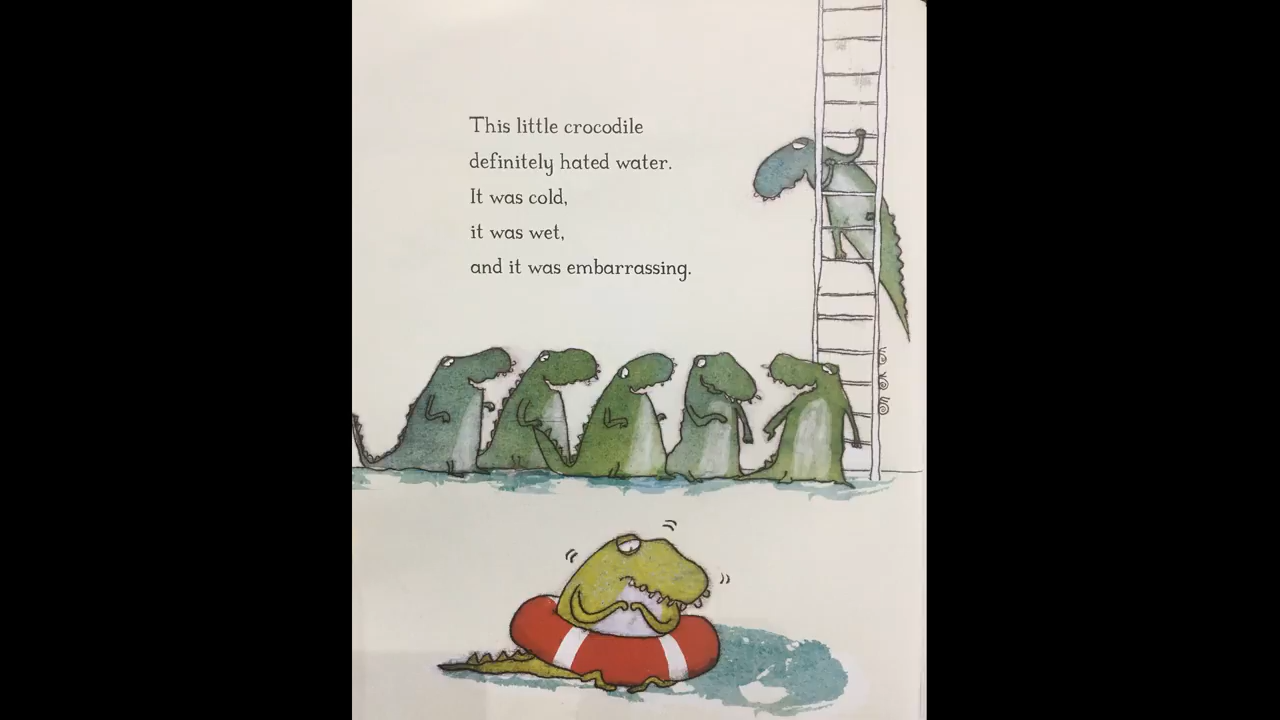 This little crocodile
definitely hated water.
It was cold,
it was wet,
and it was embarrassing.